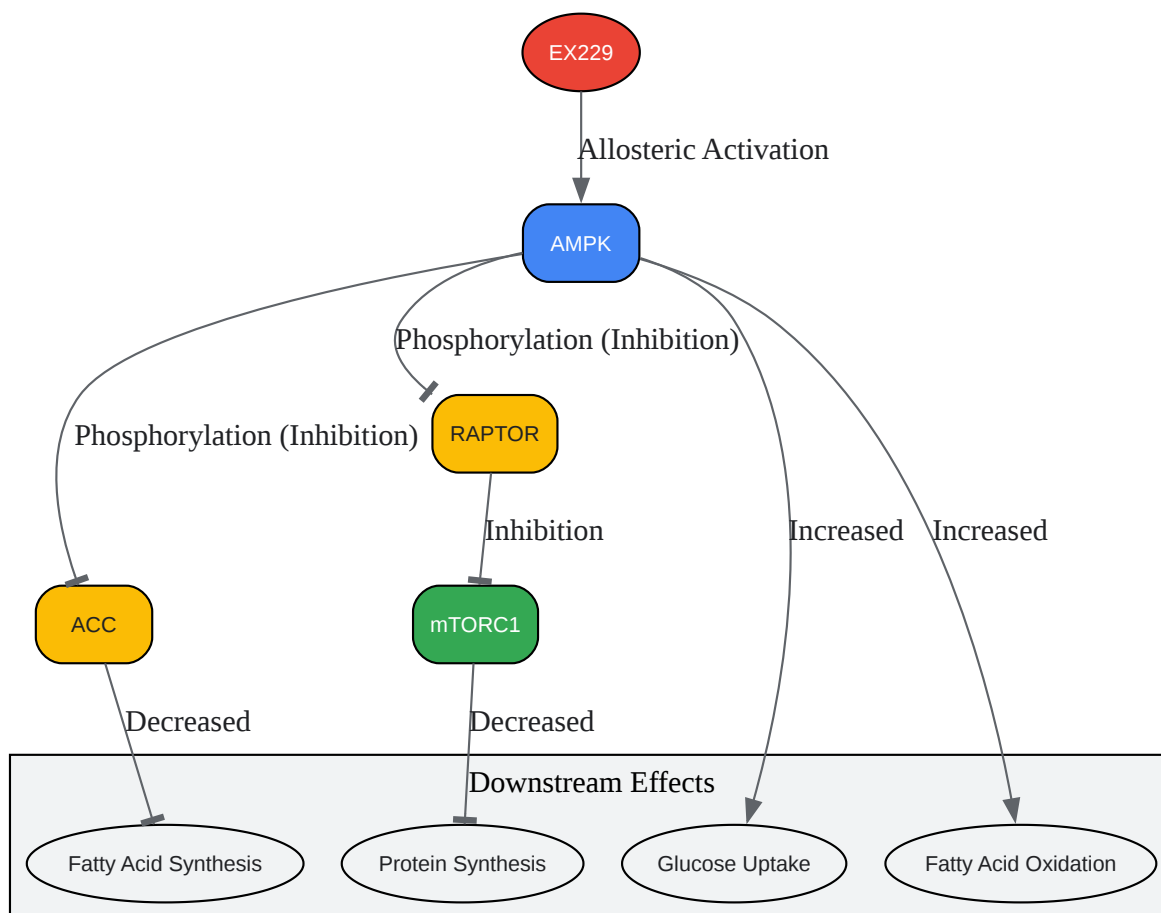 EX229
Allosteric Activation
AMPK
Phosphorylation (Inhibition)
Phosphorylation (Inhibition)
RAPTOR
Inhibition
Increased
Increased
ACC
mTORC1
Decreased
Decreased
Downstream Effects
Fatty Acid Synthesis
Protein Synthesis
Glucose Uptake
Fatty Acid Oxidation